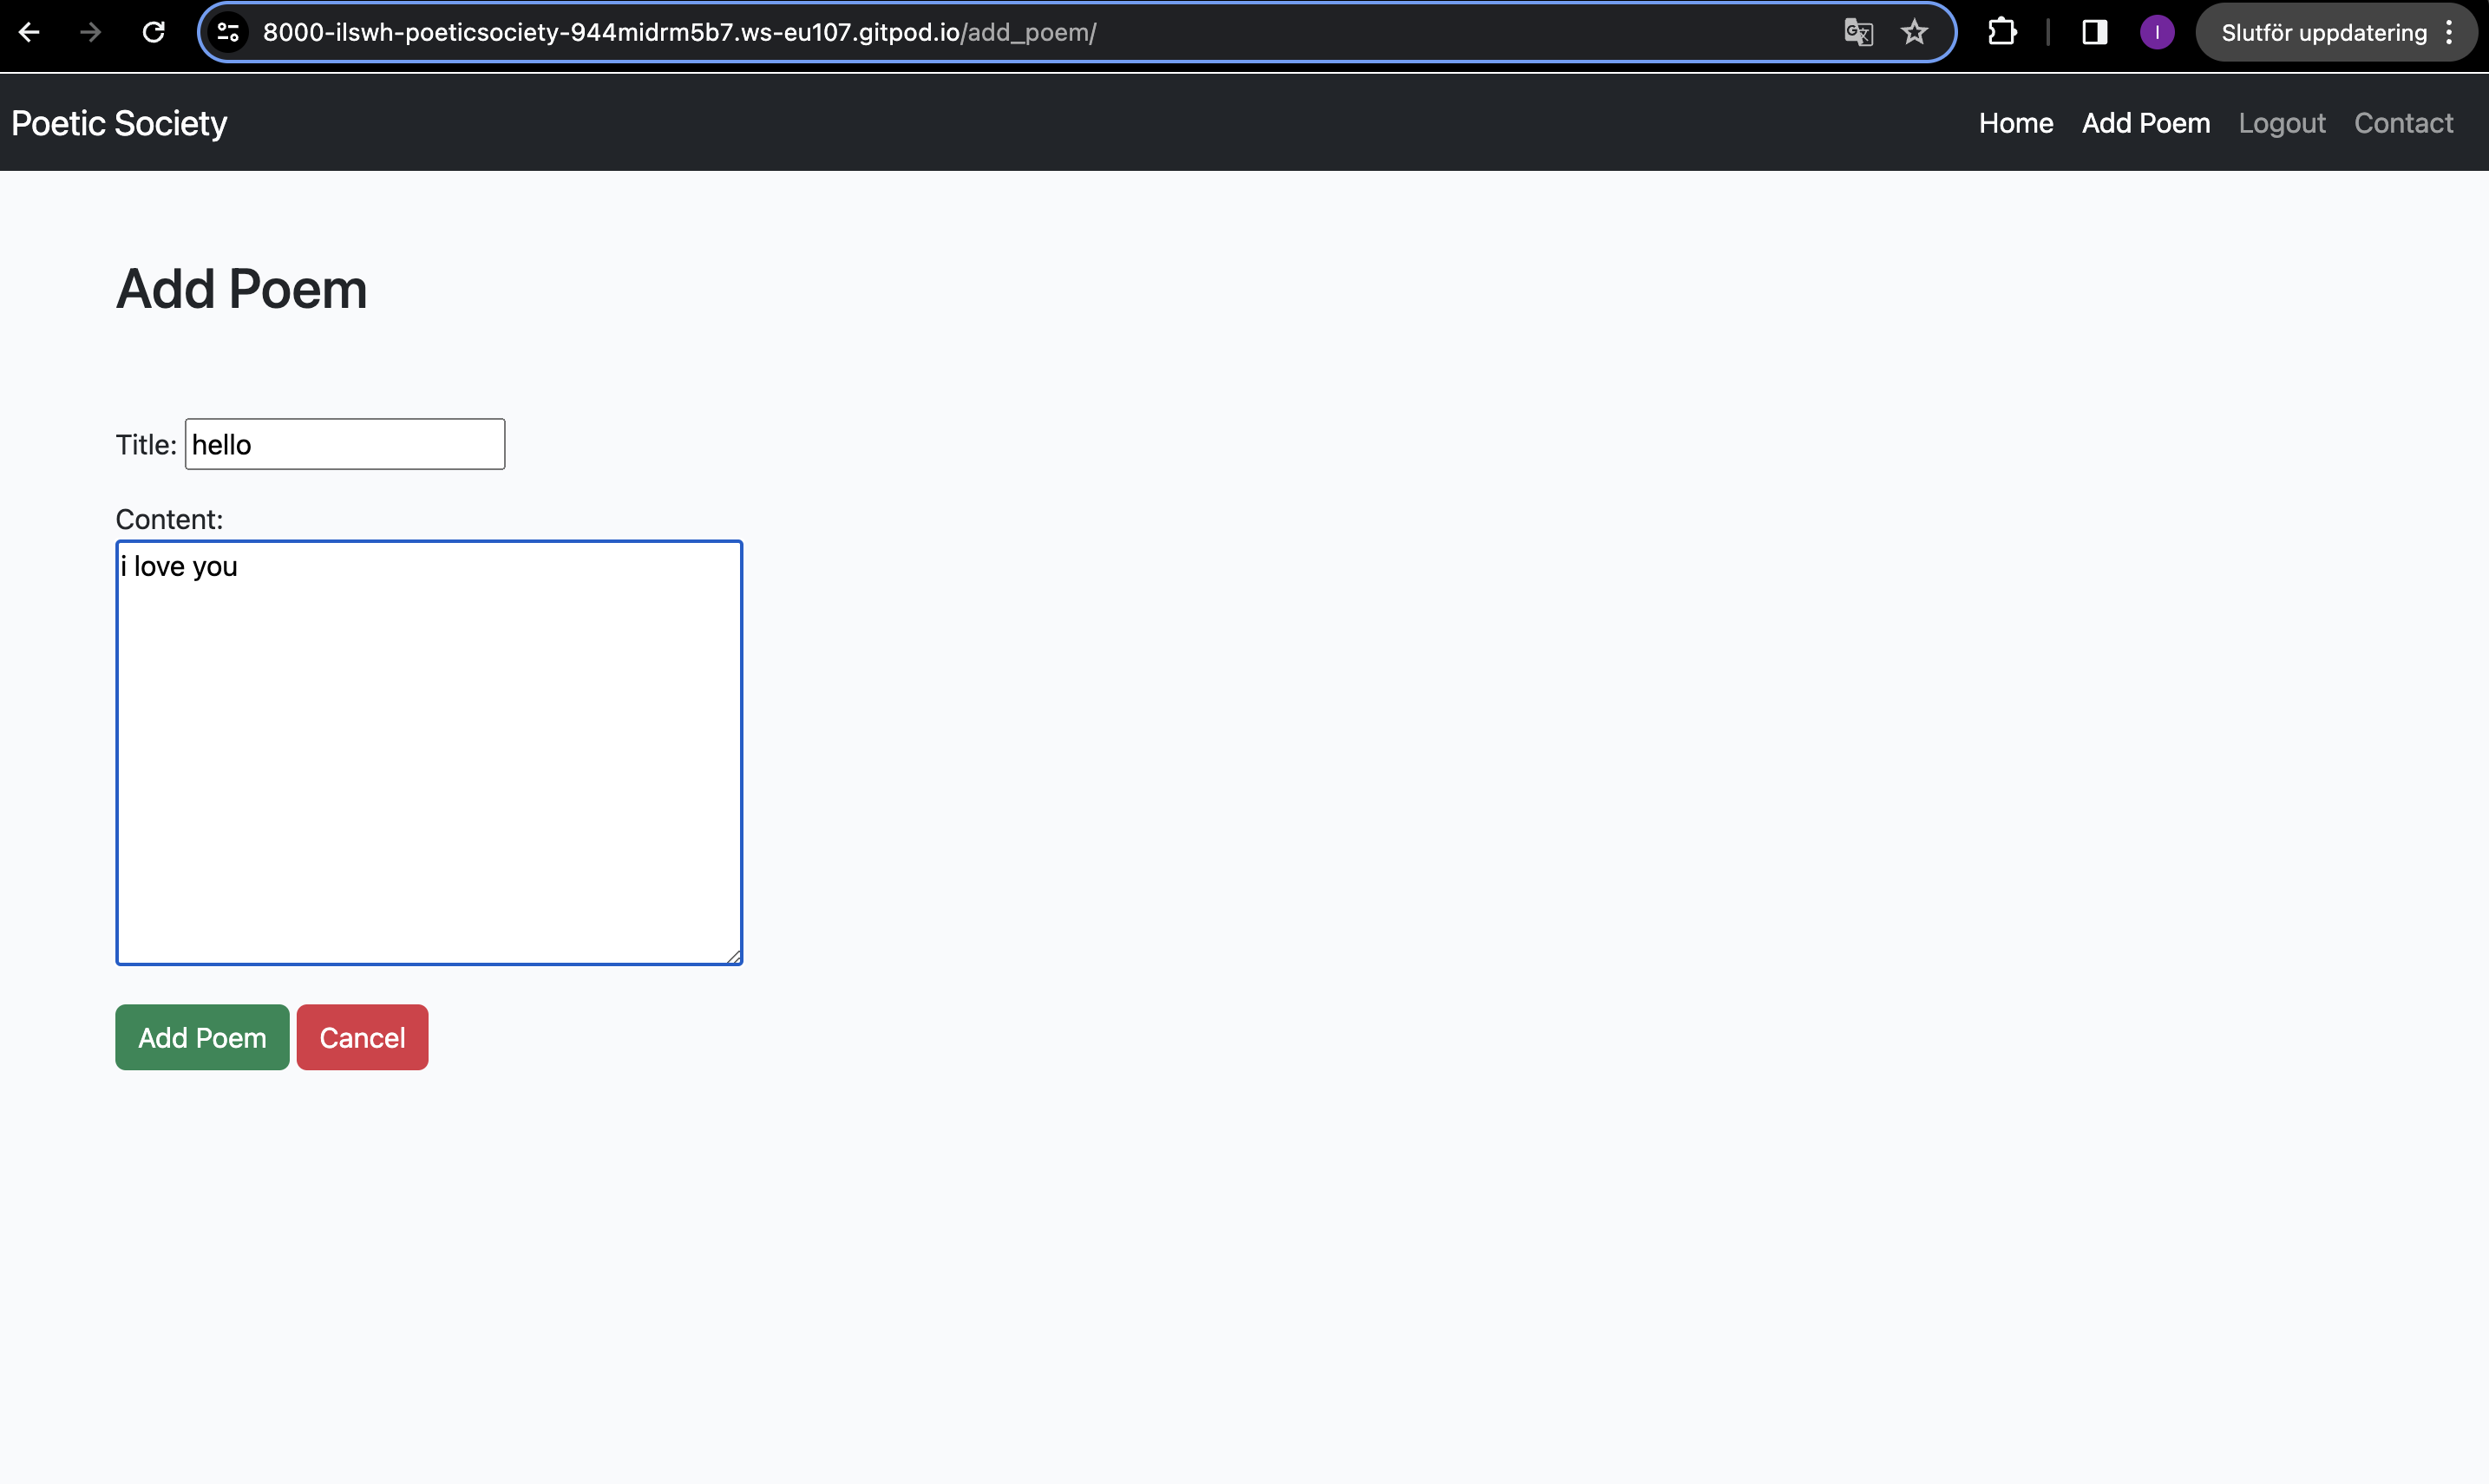 8000-ilswh-poeticsociety-944midrm5b7.ws-eu107.gitpod.io/add_poem/
I
Slutför uppdatering
Poetic Society
Home Add Poem Logout Contact
Add Poem
Title: hello
Content:
i love you
Add Poem Cancel